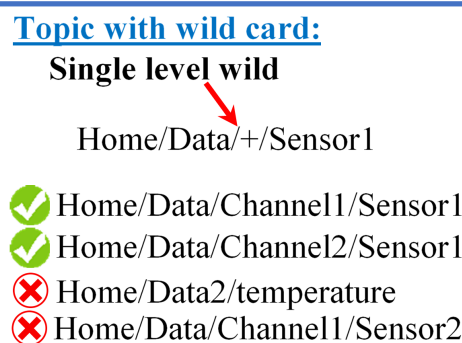 Topic with wild card:
Single level wild
Home/Data/+/Sensor1
Home/Data/Channel1/Sensor1
Home/Data/Channel2/Sensor1
Home/Data2/temperature
Home/Data/Channel1/Sensor2